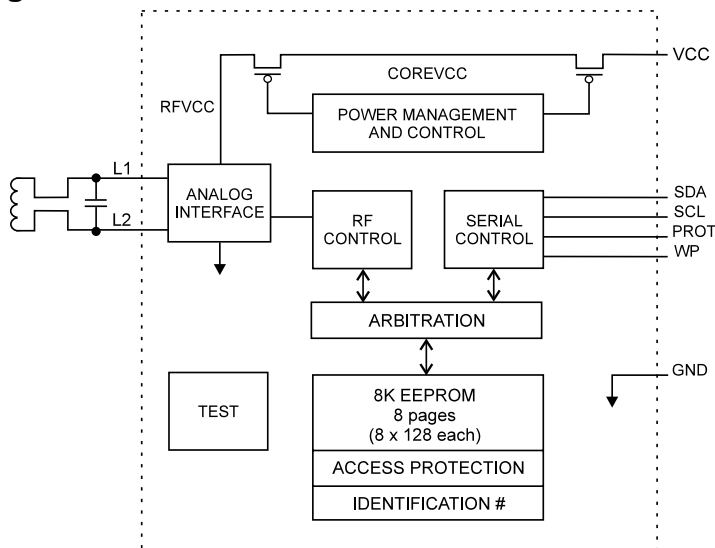 VCC
COREVCC
RFVCC
POWER MANAGEMENT
AND CONTROL
L1
ANALOG
INTERFACE
L2
RF
CONTROL
SERIAL
CONTROL
SDA
SCL
PROT
WP
ARBITRATION
GND
TEST
8K EEPROM
8 pages
(8 x 128 each)
ACCESS PROTECTION
IDENTIFICATION #